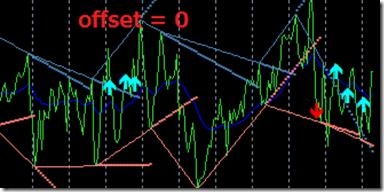 offset = 0